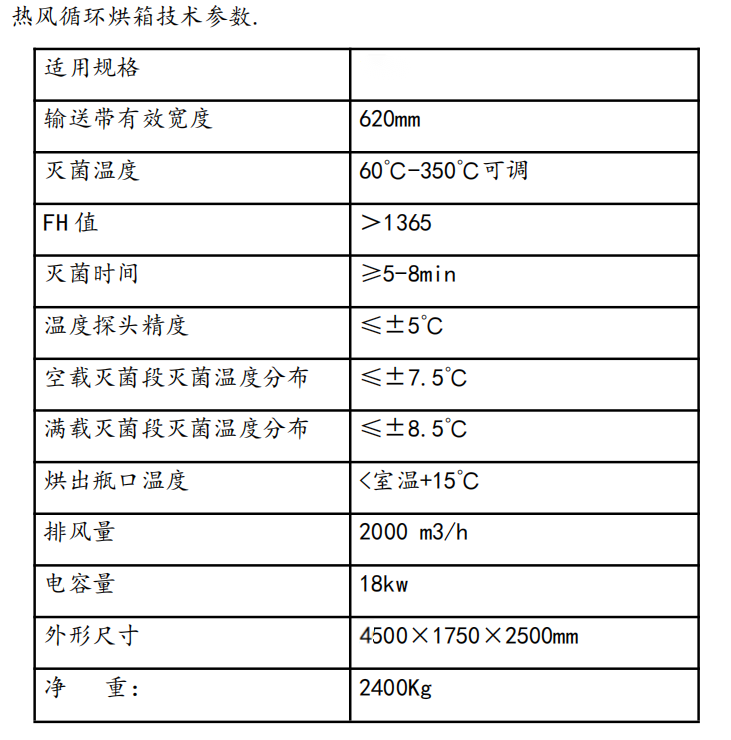 热风循环烘箱技术参数.
适用规格
输送带有效宽度 620mm
灭菌温度 60℃-350℃可调
FH值 >1365
灭菌时间 ≥5-8min
温度探头精度 ≤±5℃
空载灭菌段灭菌温度分布 ≤±7.5℃
满载灭菌段灭菌温度分布 ≤±8.5℃
烘出瓶口温度 <室温+15℃
排风量 2000 m3/h
电容量 18kw
外形尺寸 4500×1750×2500mm
净 重: 2400Kg